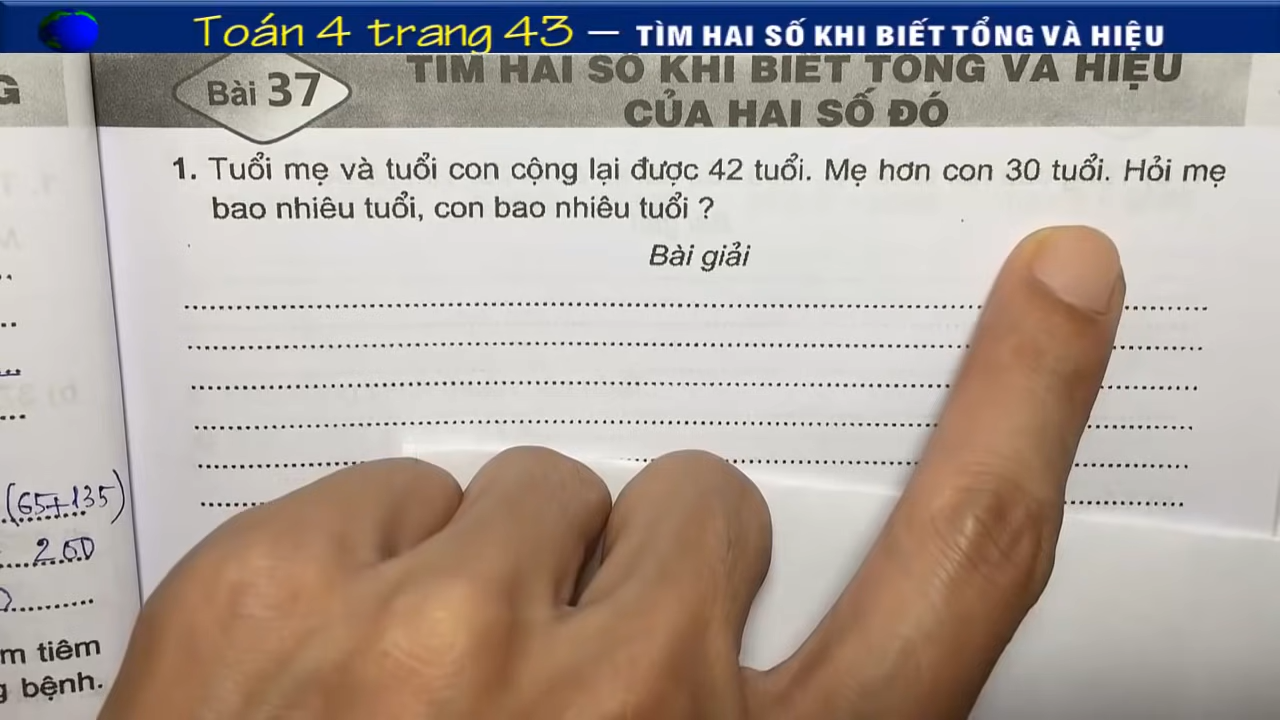 Toán 4 trang 43 – TÌM HAI SỐ KHI BIẾT TỔNG VÀ HIỆU
G
Bài 37
TÌM HAI SỐ KHI BIẾT TỔNG VÀ HIỆU
CỦA HAI SỐ ĐÓ
1. Tuổi mẹ và tuổi con cộng lại được 42 tuổi. Mẹ hơn con 30 tuổi. Hỏi mẹ
bao nhiêu tuổi, con bao nhiêu tuổi ?
Bài giải
(65+135)
200
m tiêm
bệnh.